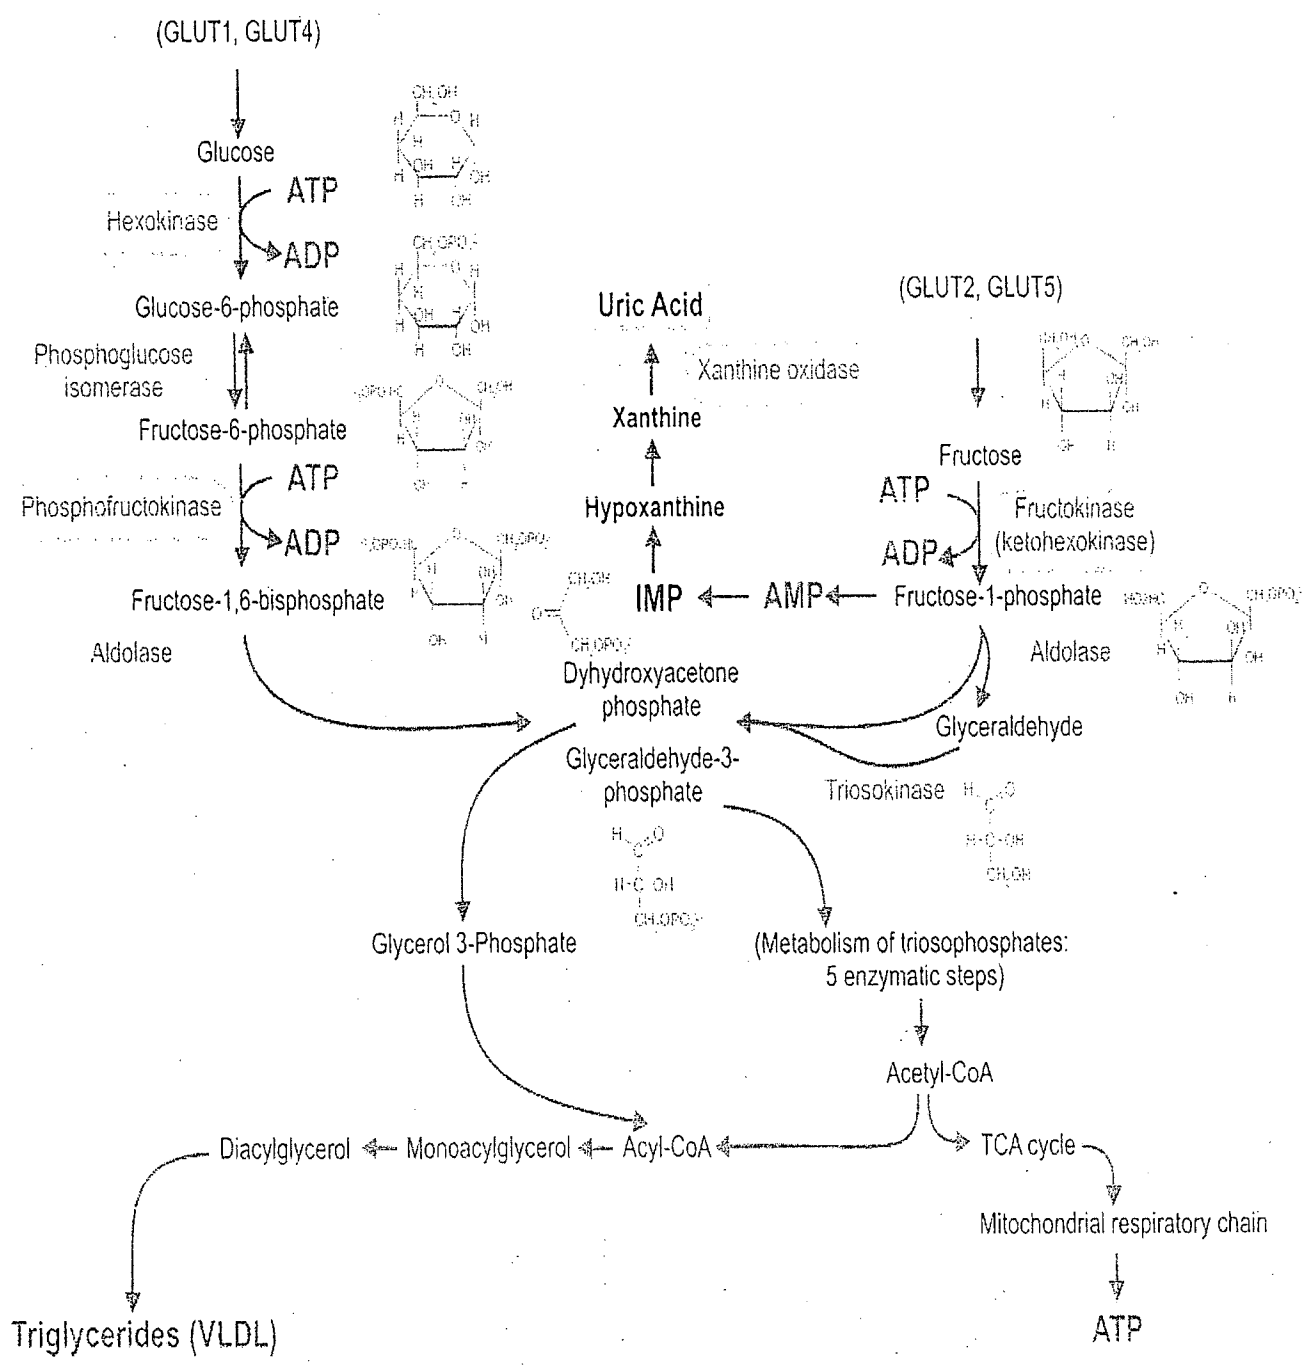 (GLUT1, GLUT4)
Glucose
ATP
Hexokinase
ADP
Glucose-6-phosphate
Phosphoglucose
isomerase
Fructose-6-phosphate
ATP
Phosphofructokinase
ADP
Fructose-1,6-bisphosphate
Aldolase
Uric Acid
Xanthine oxidase
Xanthine
Hypoxanthine
IMP
AMP
(GLUT2, GLUT5)
Fructose
ATP
Fructokinase
(ketohexokinase)
ADP
Fructose-1-phosphate
Aldolase
Glyceraldehyde
Triosokinase
Dyhydroxyacetone
phosphate
Glyceraldehyde-3-
phosphate
Glycerol 3-Phosphate
(Metabolism of triosophosphates:
5 enzymatic steps)
Acetyl-CoA
Diacylglycerol
Monoacylglycerol
Acyl-CoA
TCA cycle
Mitochondrial respiratory chain
Triglycerides (VLDL)
ATP